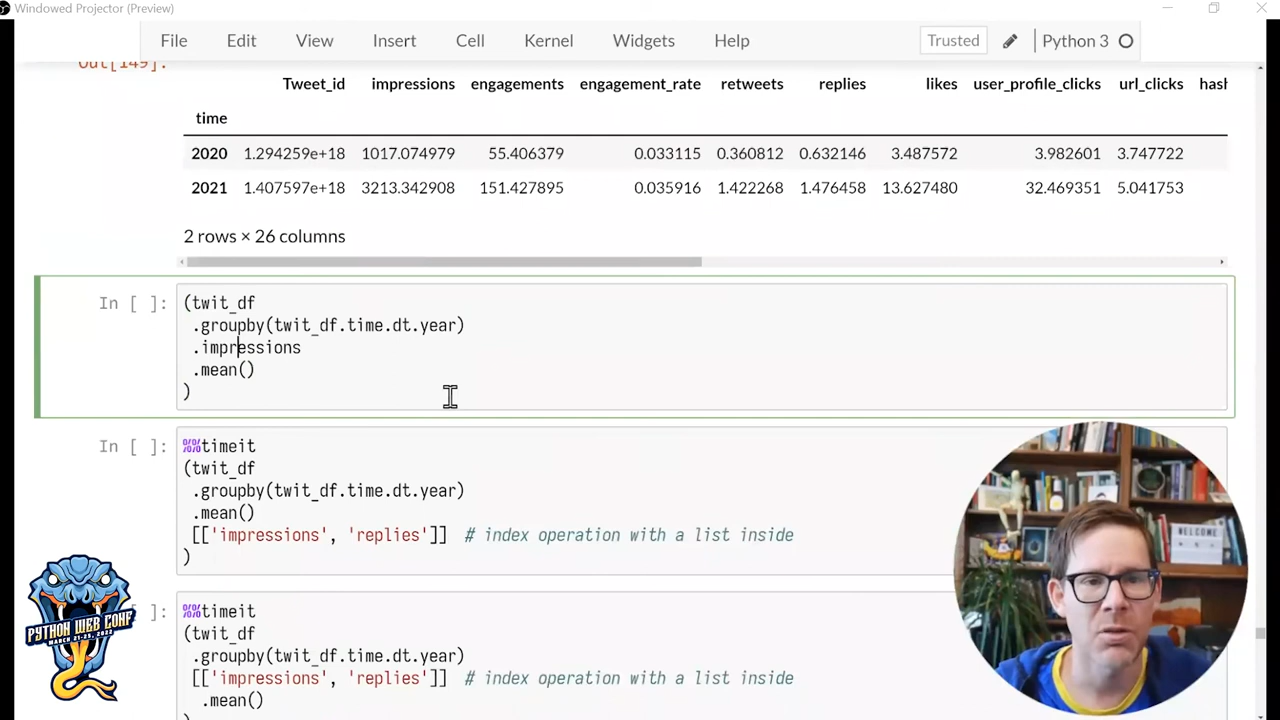 Windowed Projector (Preview)
File Edit View Insert Cell Kernel Widgets Help Trusted Python 3
Out[149]:
Tweet_id impressions engagements engagement_rate retweets replies likes user_profile_clicks url_clicks hash
time
2020 1.294259e+18 1017.074979 55.406379 0.033115 0.360812 0.632146 3.487572 3.982601 3.747722
2021 1.407597e+18 3213.342908 151.427895 0.035916 1.422268 1.476458 13.627480 32.469351 5.041753
2 rows × 26 columns
In [ ]: (twit_df
.groupby(twit_df.time.dt.year)
.impressions
.mean()
)
In [ ]: %%timeit
(twit_df
.groupby(twit_df.time.dt.year)
.mean()
[['impressions', 'replies']] # index operation with a list inside
)
]: %%timeit
(twit_df
.groupby(twit_df.time.dt.year)
[['impressions', 'replies']] # index operation with a list inside
.mean()
WELCOME
PYTHON WEB CONF
MARCH 21-25, 2022